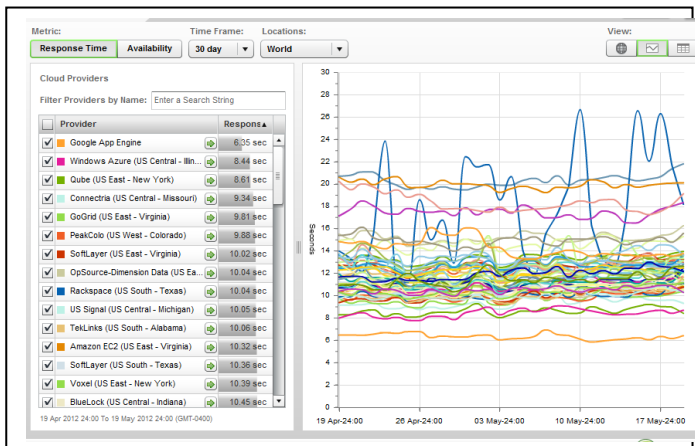 Metric: Time Frame: Locations: View:
Response Time Availability 30 day World
Cloud Providers
Filter Providers by Name: Enter a Search String
Provider Respons▲
Google App Engine 6.35 sec
Windows Azure (US Central - Illin... 8.44 sec
Qube (US East - New York) 8.61 sec
Connectria (US Central - Missouri) 9.34 sec
GoGrid (US East - Virginia) 9.81 sec
PeakColo (US West - Colorado) 9.88 sec
SoftLayer (US East - Virginia) 10.02 sec
OpSource-Dimension Data (US Ea... 10.04 sec
Rackspace (US South - Texas) 10.04 sec
US Signal (US Central - Michigan) 10.05 sec
TekLinks (US South - Alabama) 10.06 sec
Amazon EC2 (US East - Virginia) 10.32 sec
SoftLayer (US South - Texas) 10.36 sec
Voxel (US East - New York) 10.39 sec
BlueLock (US Central - Indiana) 10.45 sec
19 Apr 2012 24:00 To 19 May 2012 24:00 (GMT-0400)
30
28
26
24
22
20
18
16
14
12
10
8
6
4
2
0
Seconds
19 Apr-24:00 26 Apr-24:00 03 May-24:00 10 May-24:00 17 May-24:00